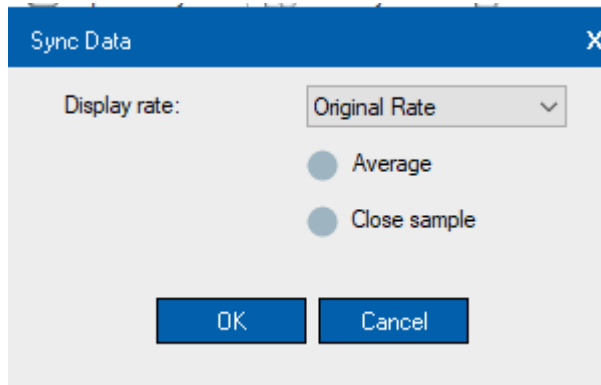 Sync Data X
Display rate: Original Rate
Average
Close sample
OK Cancel